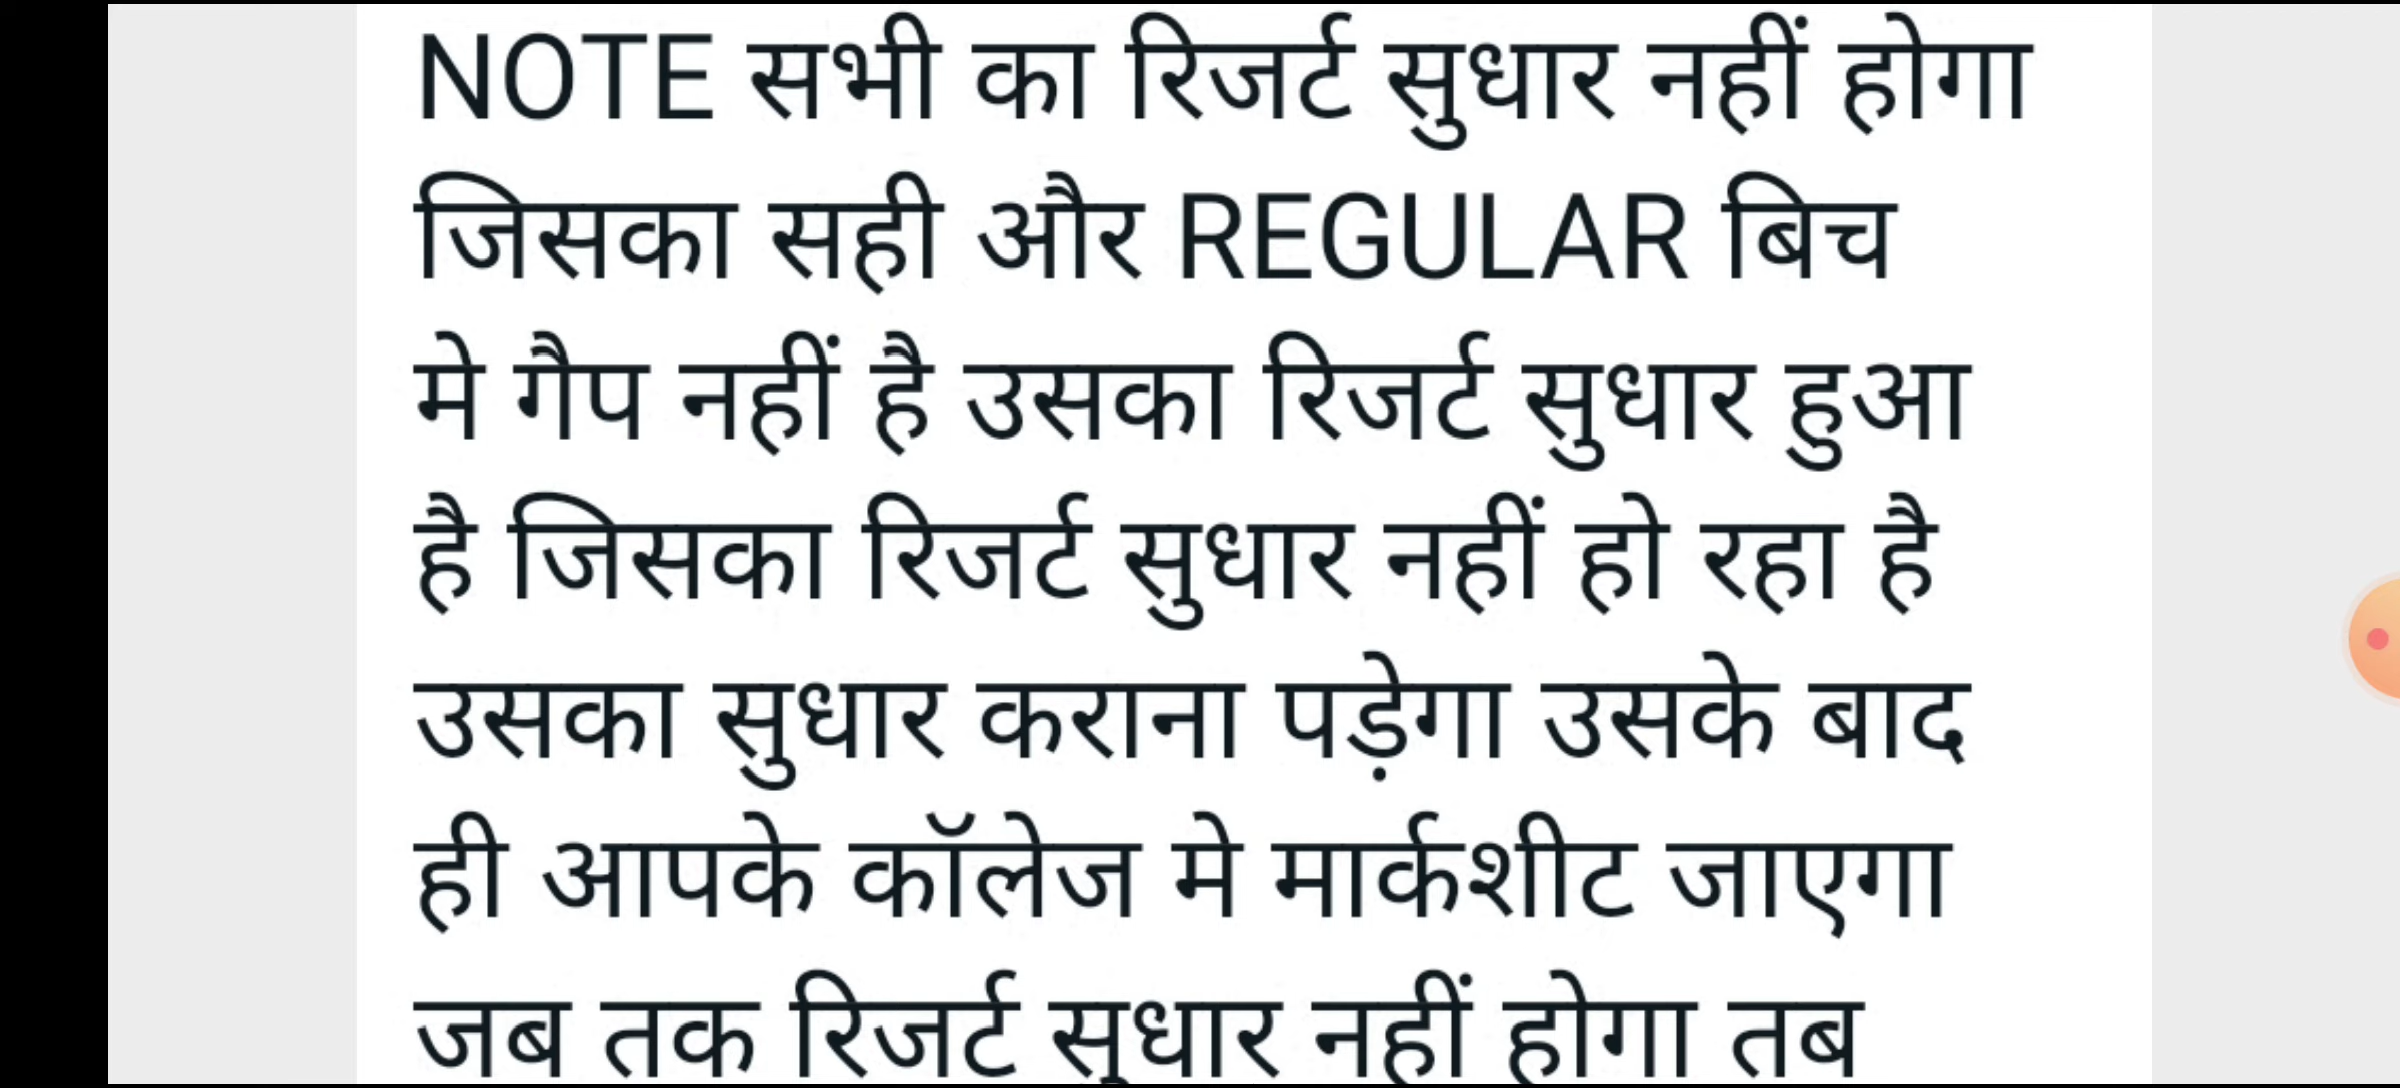 NOTE सभी का रिजर्ट सुधार नहीं होगा
जिसका सही और REGULAR बिच
मे गैप नहीं है उसका रिजर्ट सुधार हुआ
है जिसका रिजर्ट सुधार नहीं हो रहा है
उसका सुधार कराना पड़ेगा उसके बाद
ही आपके कॉलेज मे मार्कशीट जाएगा
जब तक रिजर्ट सुधार नहीं होगा तब